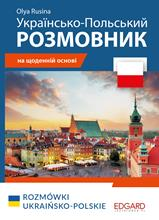 Olya Rusina
Українсько-Польський
РОЗМОВНИК
на щоденній основі
ROZMÓWKI
UKRAIŃSKO-POLSKIE
EDGARD